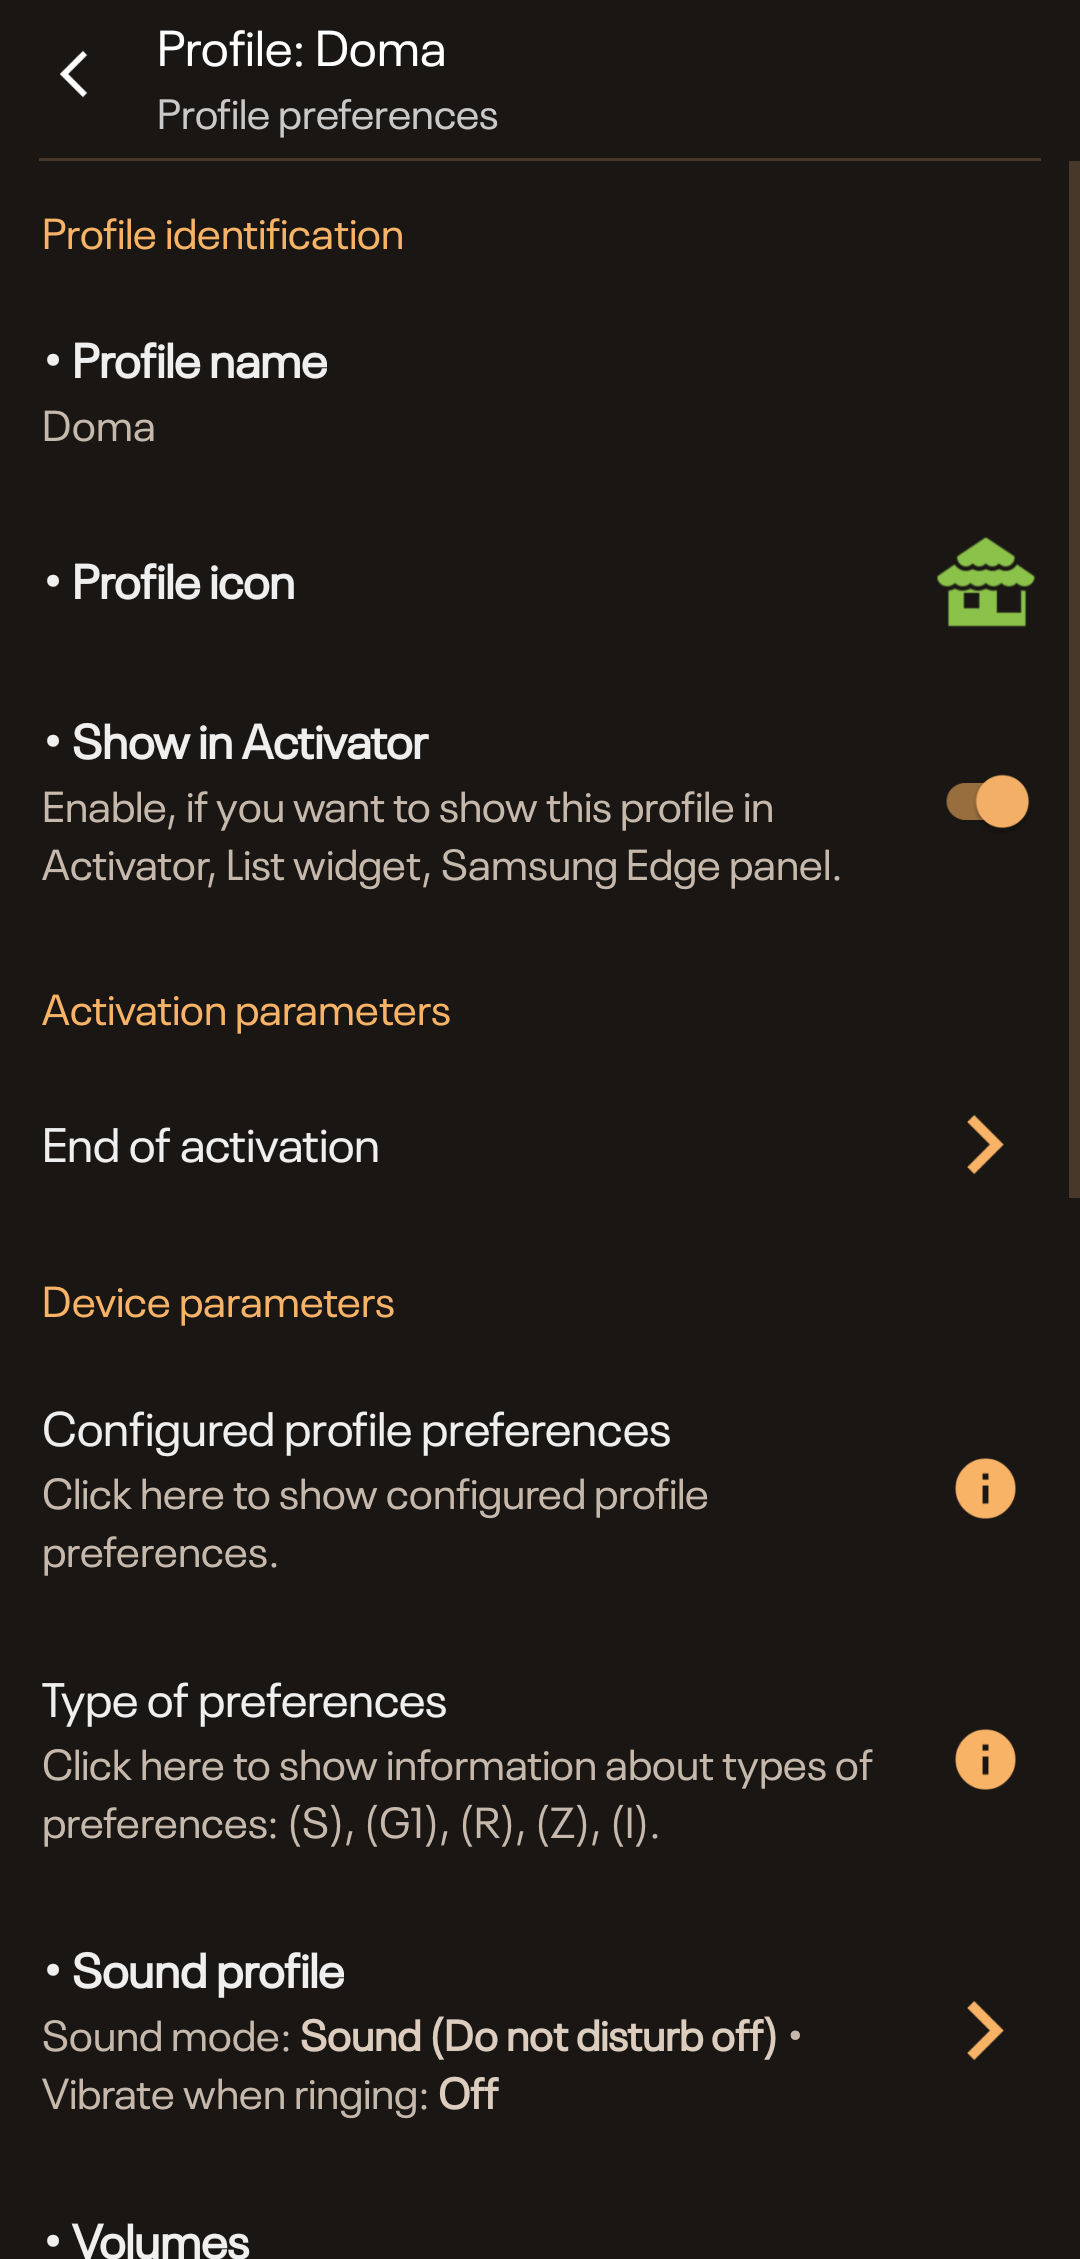 Profile: Doma
Profile preferences
Profile identification
• Profile name
Doma
• Profile icon
• Show in Activator
Enable, if you want to show this profile in
Activator, List widget, Samsung Edge panel.
Activation parameters
End of activation
Device parameters
Configured profile preferences
Click here to show configured profile
preferences.
Type of preferences
Click here to show information about types of
preferences: (S), (G1), (R), (Z), (I).
• Sound profile
Sound mode: Sound (Do not disturb off) •
Vibrate when ringing: Off
• Volumes